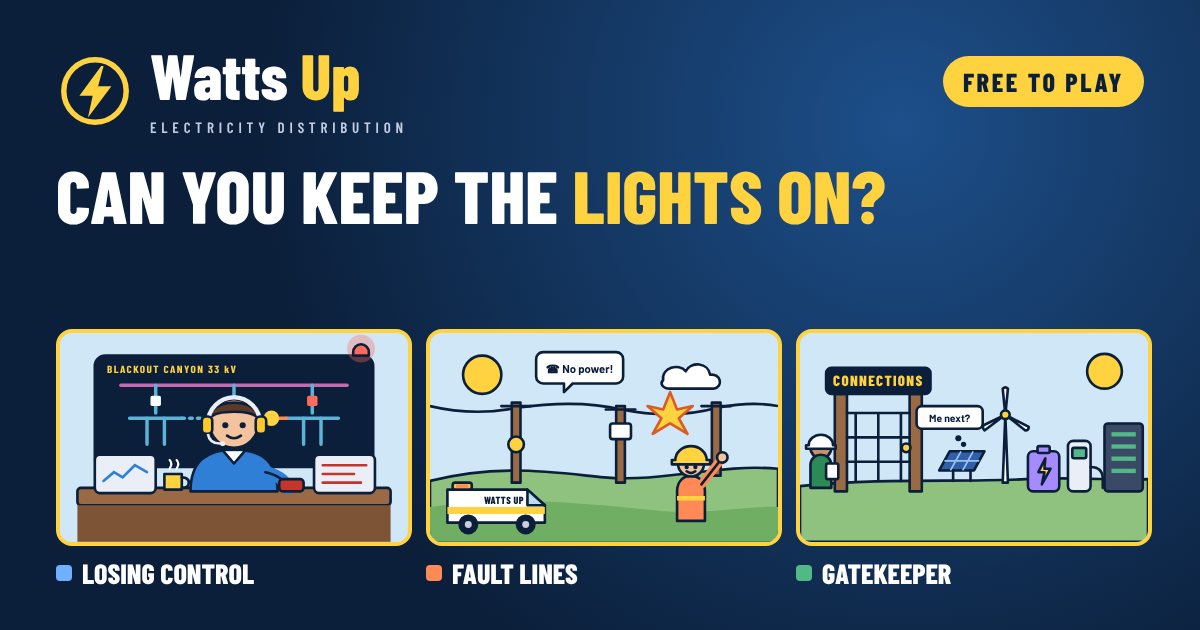 Watts Up
ELECTRICITY DISTRIBUTION
FREE TO PLAY
CAN YOU KEEP THE LIGHTS ON?
BLACKOUT CANYON 33 kV
☎ No power!
WATTS UP
CONNECTIONS
Me next?
LOSING CONTROL
FAULT LINES
GATEKEEPER